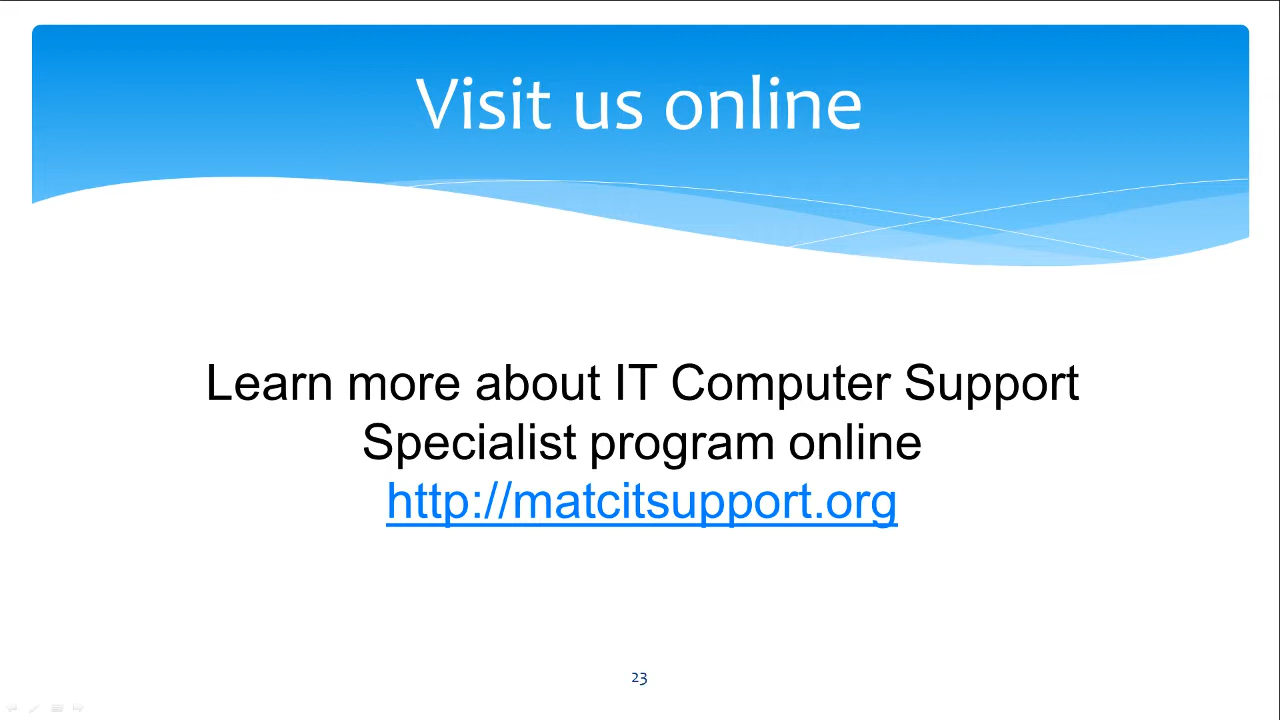 Visit us online
Learn more about IT Computer Support
Specialist program online
http://matcitsupport.org
23